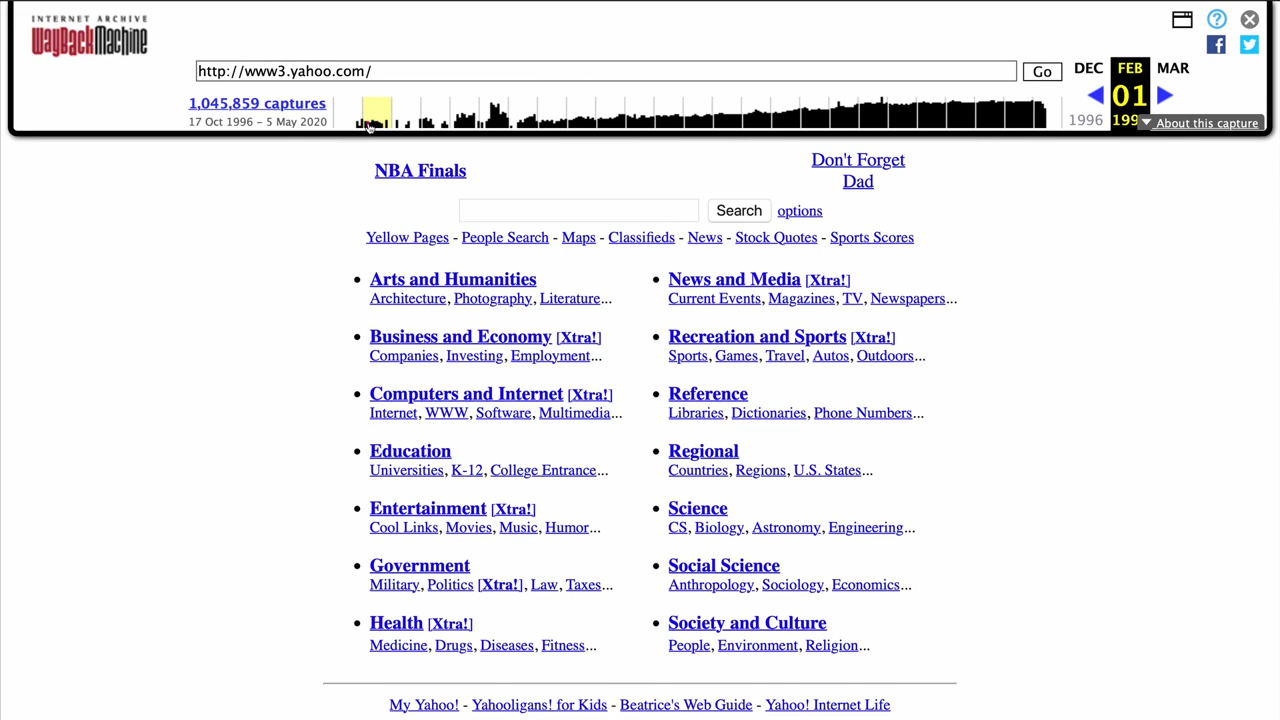 INTERNET ARCHIVE
WayBackMachine
http://www3.yahoo.com/
Go
DEC FEB MAR
01
1,045,859 captures
17 Oct 1996 – 5 May 2020
1996
About this capture
NBA Finals
Don't Forget
Dad
Search options
Yellow Pages - People Search - Maps - Classifieds - News - Stock Quotes - Sports Scores
• Arts and Humanities
Architecture, Photography, Literature...
• Business and Economy [Xtra!]
Companies, Investing, Employment...
• Computers and Internet [Xtra!]
Internet, WWW, Software, Multimedia...
• Education
Universities, K-12, College Entrance...
• Entertainment [Xtra!]
Cool Links, Movies, Music, Humor...
• Government
Military, Politics [Xtra!], Law, Taxes...
• Health [Xtra!]
Medicine, Drugs, Diseases, Fitness...
• News and Media [Xtra!]
Current Events, Magazines, TV, Newspapers...
• Recreation and Sports [Xtra!]
Sports, Games, Travel, Autos, Outdoors...
• Reference
Libraries, Dictionaries, Phone Numbers...
• Regional
Countries, Regions, U.S. States...
• Science
CS, Biology, Astronomy, Engineering...
• Social Science
Anthropology, Sociology, Economics...
• Society and Culture
People, Environment, Religion...
My Yahoo! - Yahooligans! for Kids - Beatrice's Web Guide - Yahoo! Internet Life